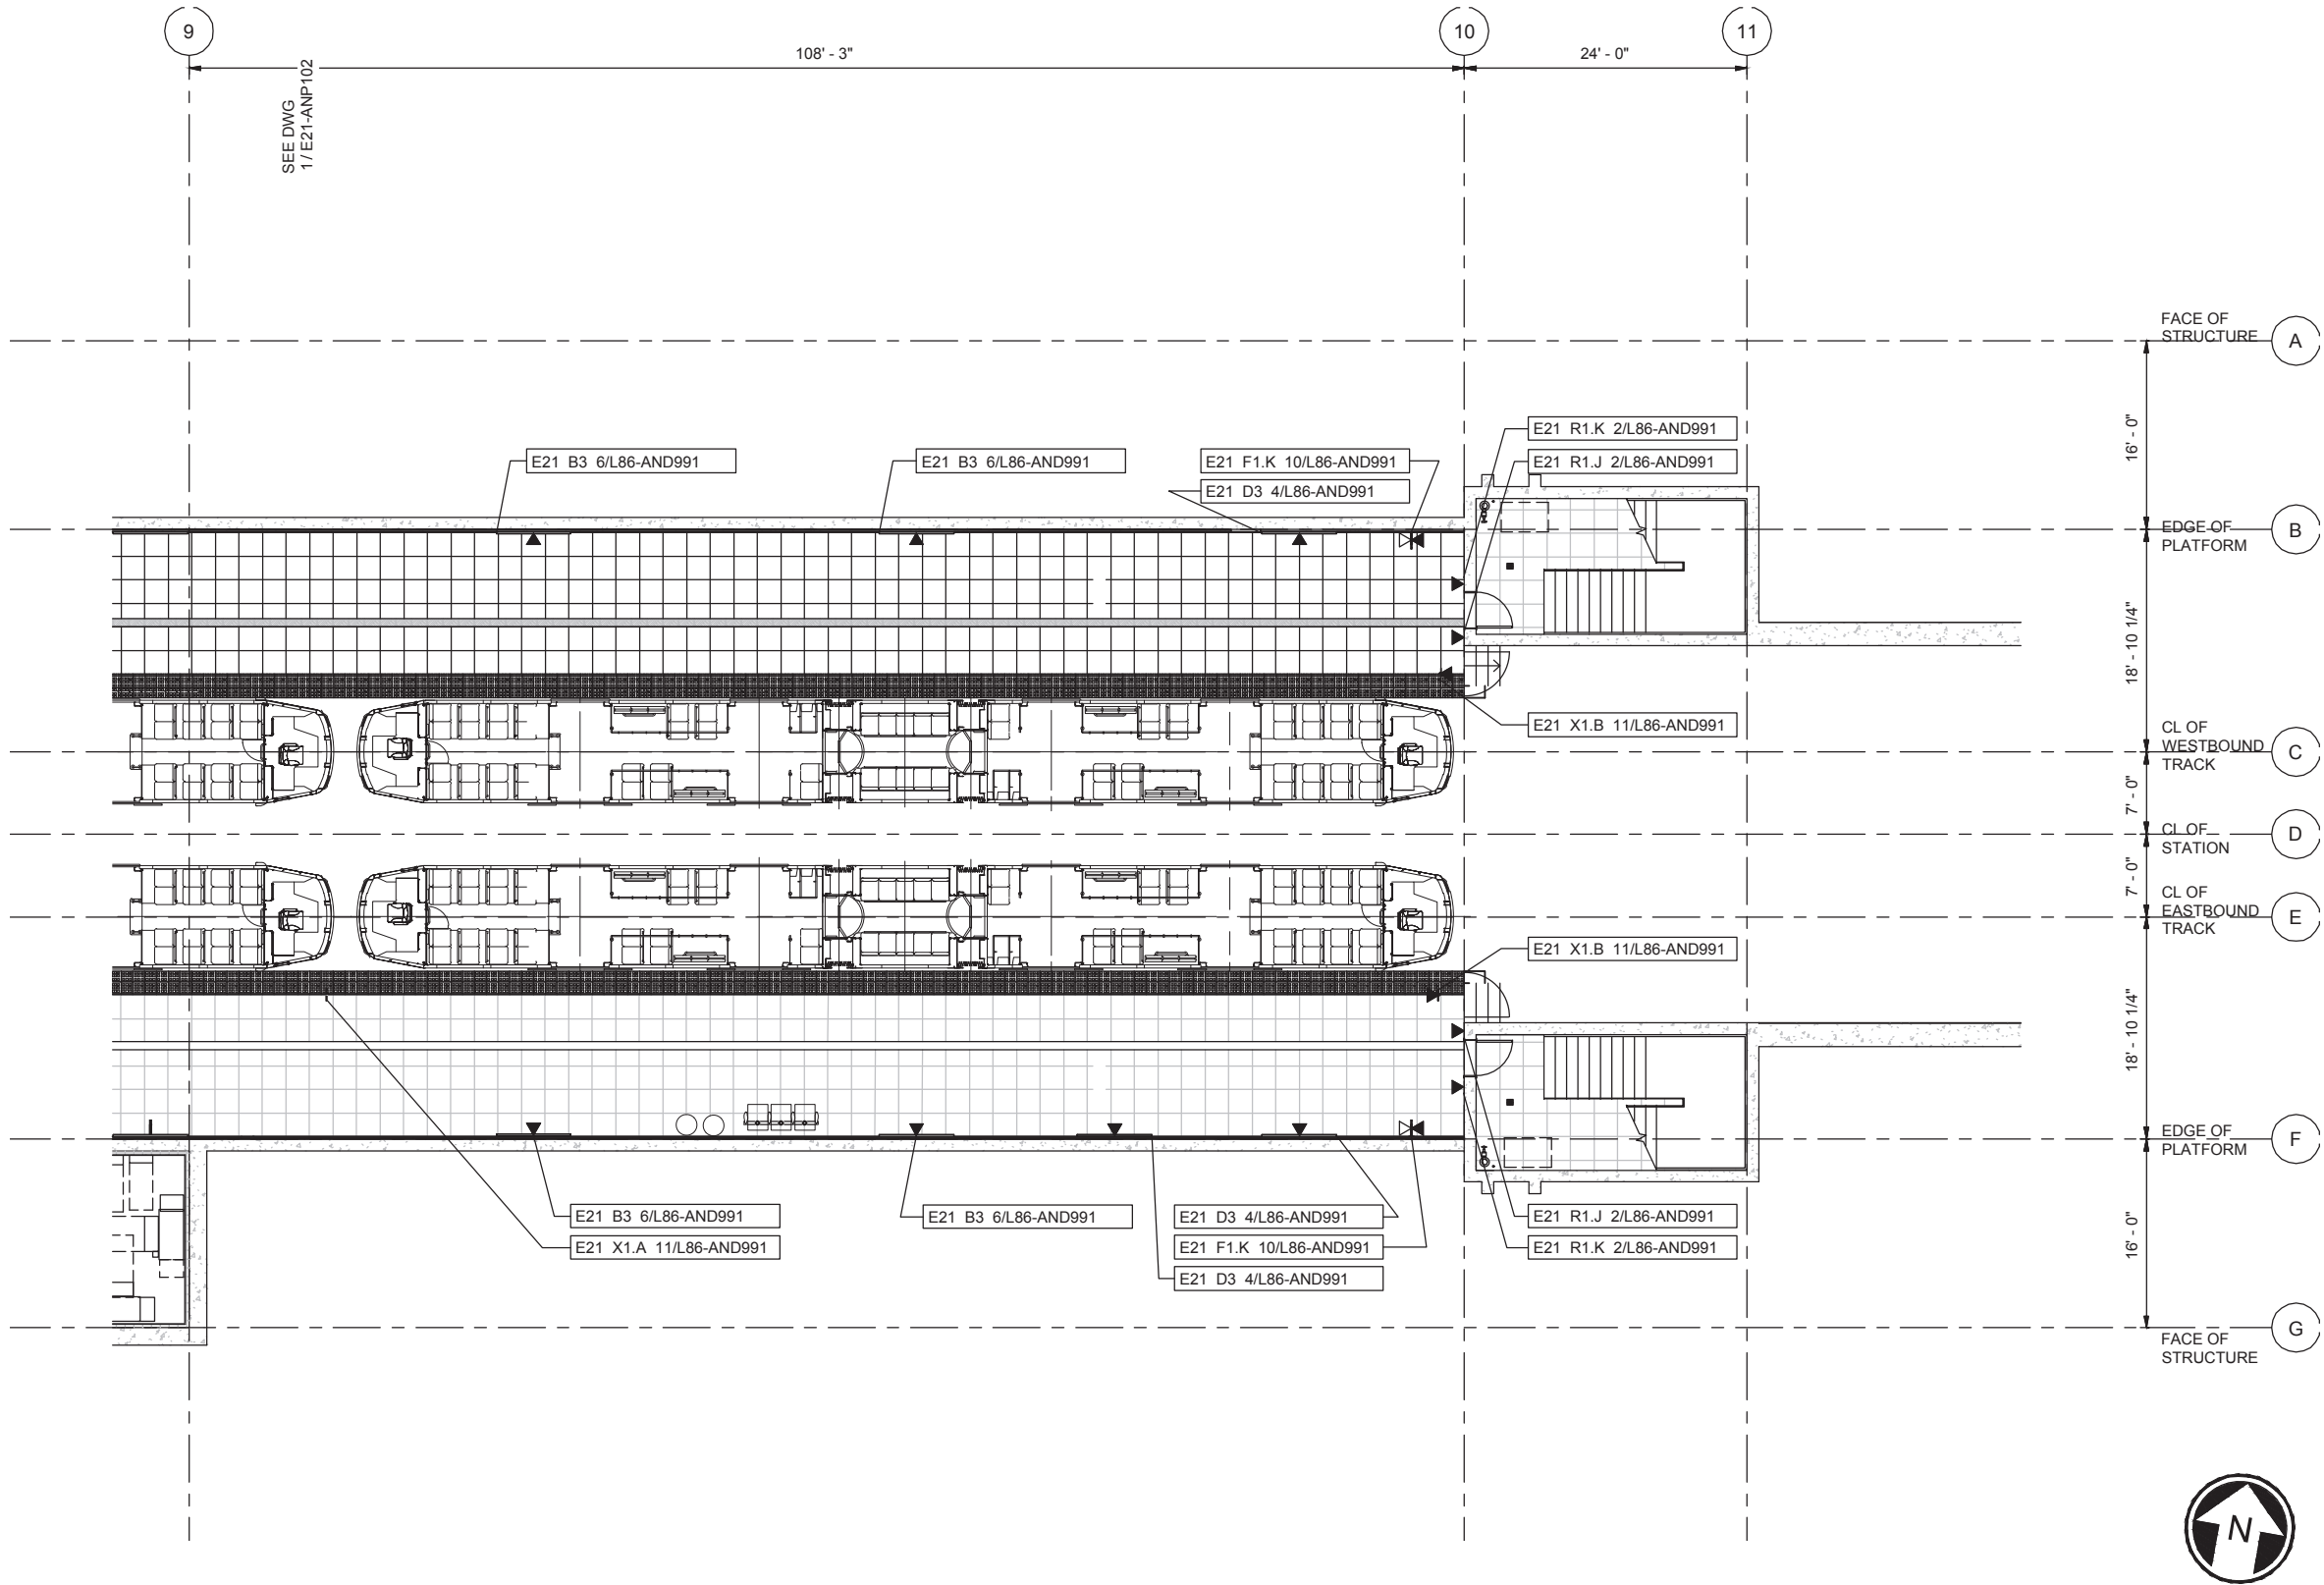 9
10
11
108' - 3"
24' - 0"
SEE DWG
1 / E21-ANP102
FACE OF
STRUCTURE
A
16' - 0"
E21 R1.K 2/L86-AND991
E21 B3 6/L86-AND991
E21 B3 6/L86-AND991
E21 F1.K 10/L86-AND991
E21 R1.J 2/L86-AND991
E21 D3 4/L86-AND991
EDGE OF
PLATFORM
B
18' - 10 1/4"
E21 X1.B 11/L86-AND991
CL OF
WESTBOUND
TRACK
C
7' - 0"
CL OF
STATION
D
7' - 0"
CL OF
EASTBOUND
TRACK
E
E21 X1.B 11/L86-AND991
18' - 10 1/4"
EDGE OF
PLATFORM
F
E21 B3 6/L86-AND991
E21 B3 6/L86-AND991
E21 D3 4/L86-AND991
E21 R1.J 2/L86-AND991
E21 X1.A 11/L86-AND991
E21 F1.K 10/L86-AND991
E21 R1.K 2/L86-AND991
E21 D3 4/L86-AND991
16' - 0"
G
FACE OF
STRUCTURE
N